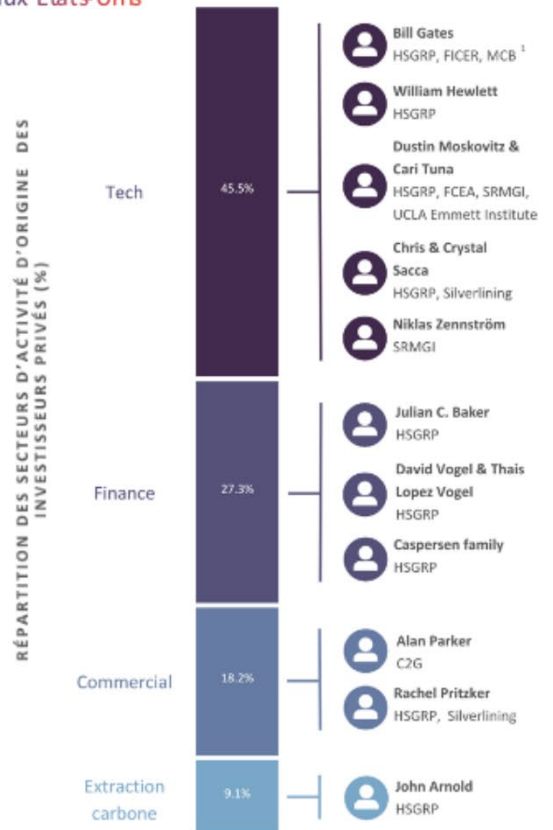 aux États-Unis
RÉPARTITION DES SECTEURS D'ACTIVITÉ D'ORIGINE DES
INVESTISSEURS PRIVÉS (%)
Tech
45.5%
Bill Gates
HSGRP, FICER, MCB ¹
William Hewlett
HSGRP
Dustin Moskovitz &
Cari Tuna
HSGRP, FCEA, SRMGI,
UCLA Emmett Institute
Chris & Crystal
Sacca
HSGRP, Silverlining
Niklas Zennström
SRMGI
Finance
27.3%
Julian C. Baker
HSGRP
David Vogel & Thais
Lopez Vogel
HSGRP
Caspersen family
HSGRP
Commercial
18.2%
Alan Parker
C2G
Rachel Pritzker
HSGRP, Silverlining
Extraction
carbone
9.1%
John Arnold
HSGRP